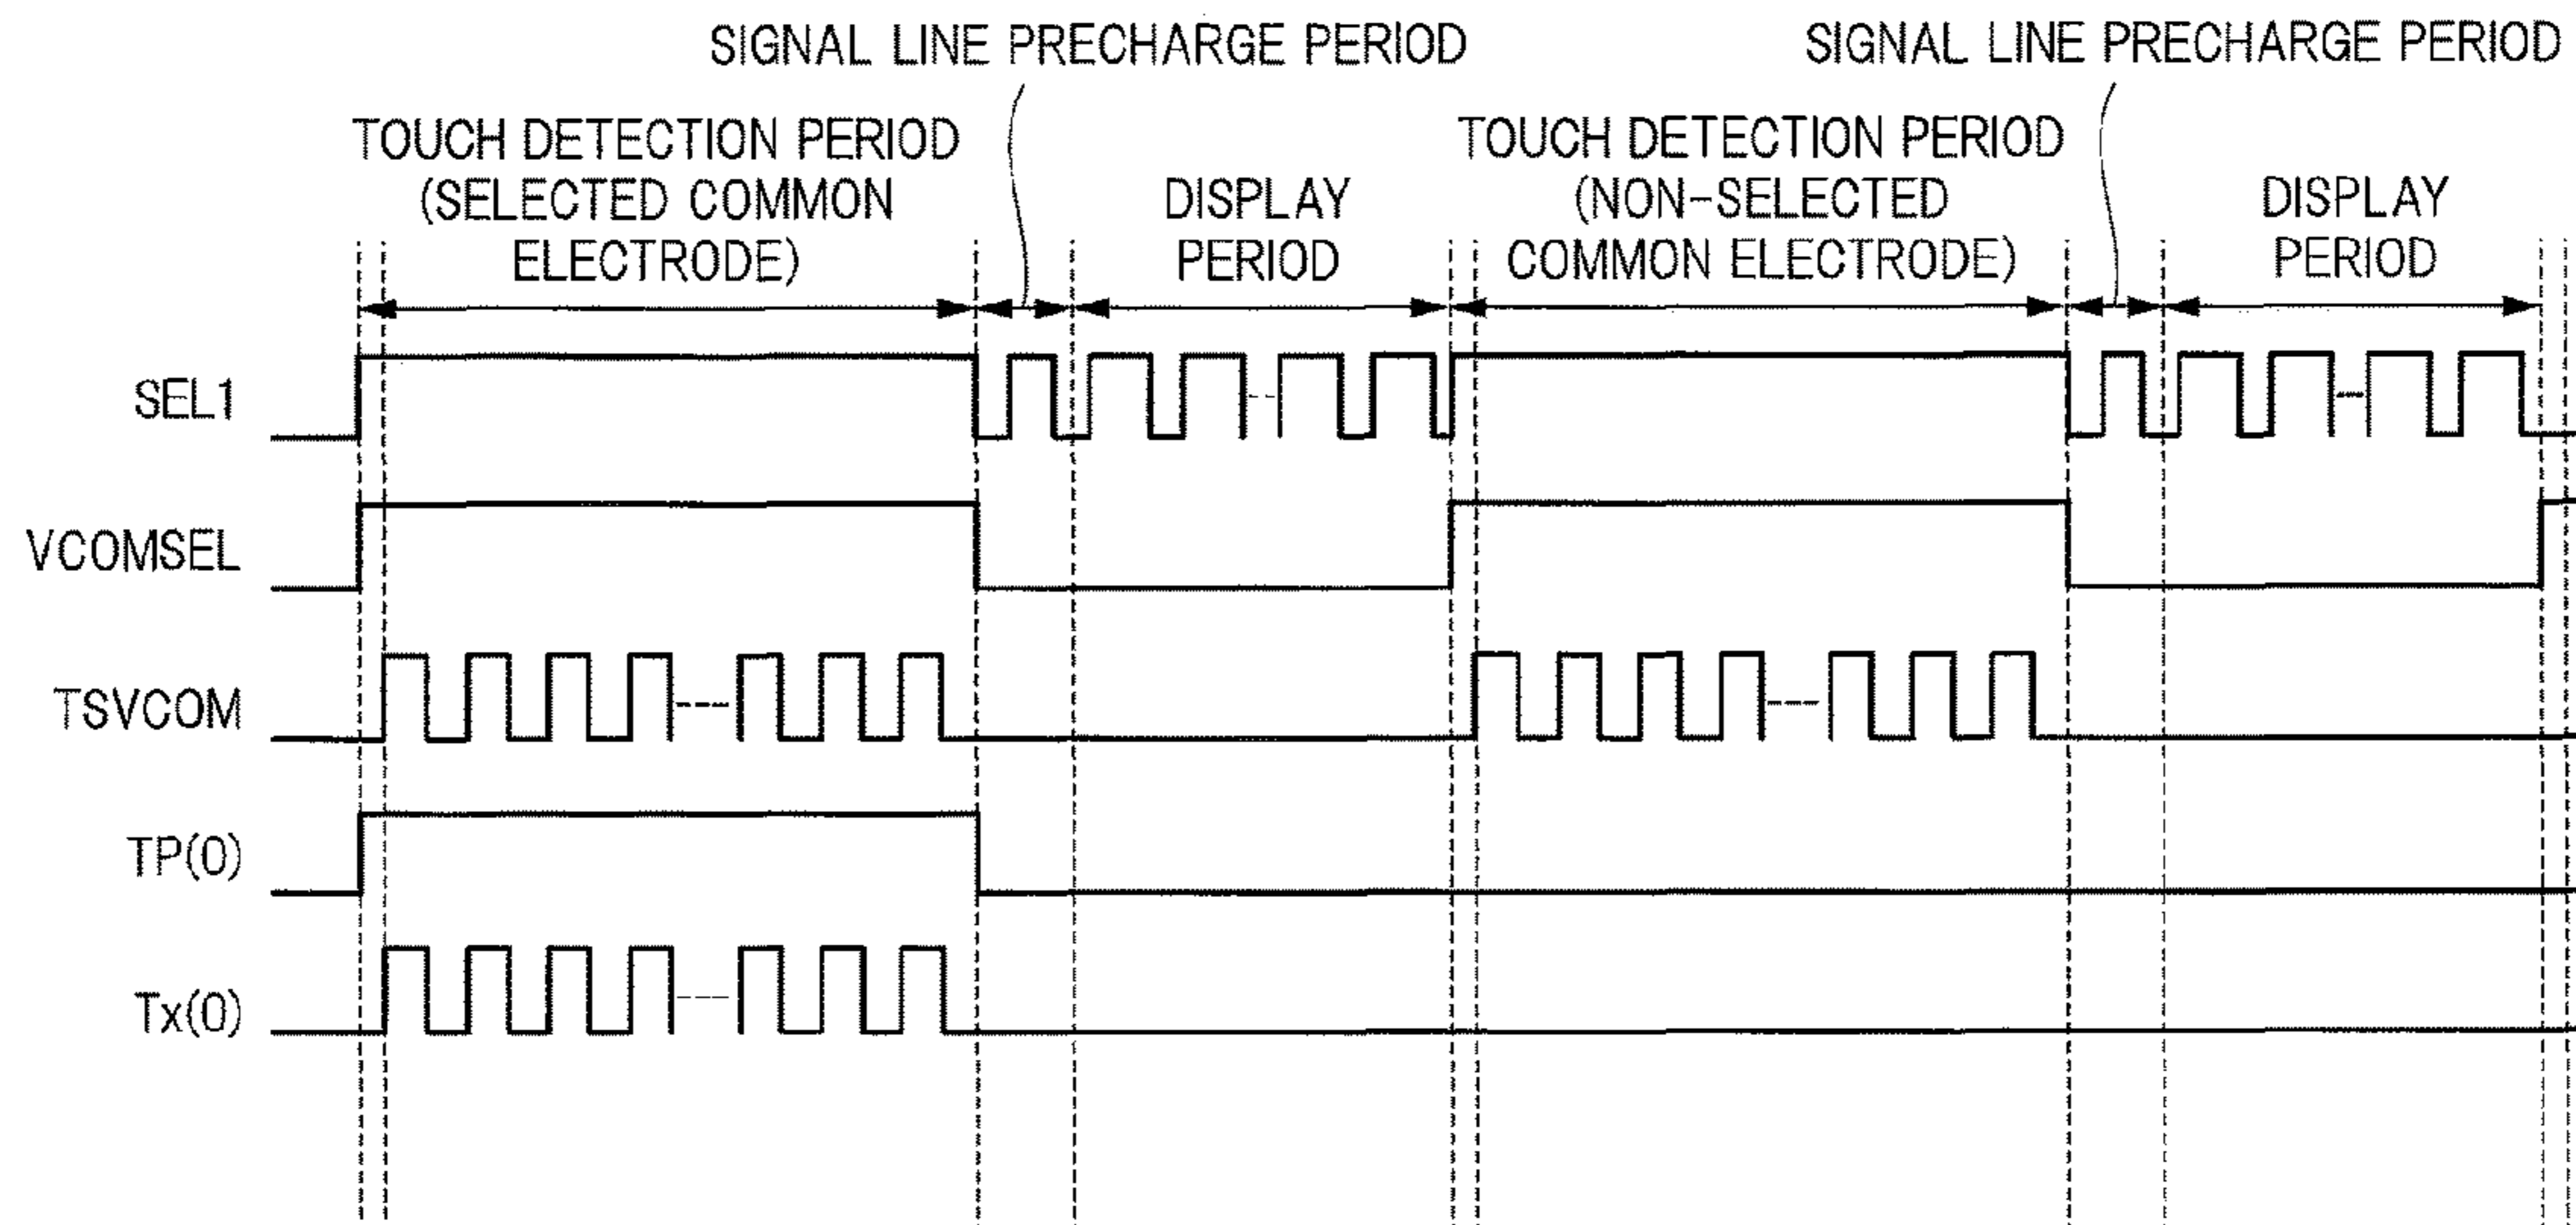 SIGNAL LINE PRECHARGE PERIOD
SIGNAL LINE PRECHARGE PERIOD
TOUCH DETECTION PERIOD
(SELECTED COMMON
ELECTRODE)
DISPLAY
PERIOD
TOUCH DETECTION PERIOD
(NON-SELECTED
COMMON ELECTRODE)
DISPLAY
PERIOD
SEL1
VCOMSEL
TSVCOM
TP(0)
Tx(0)